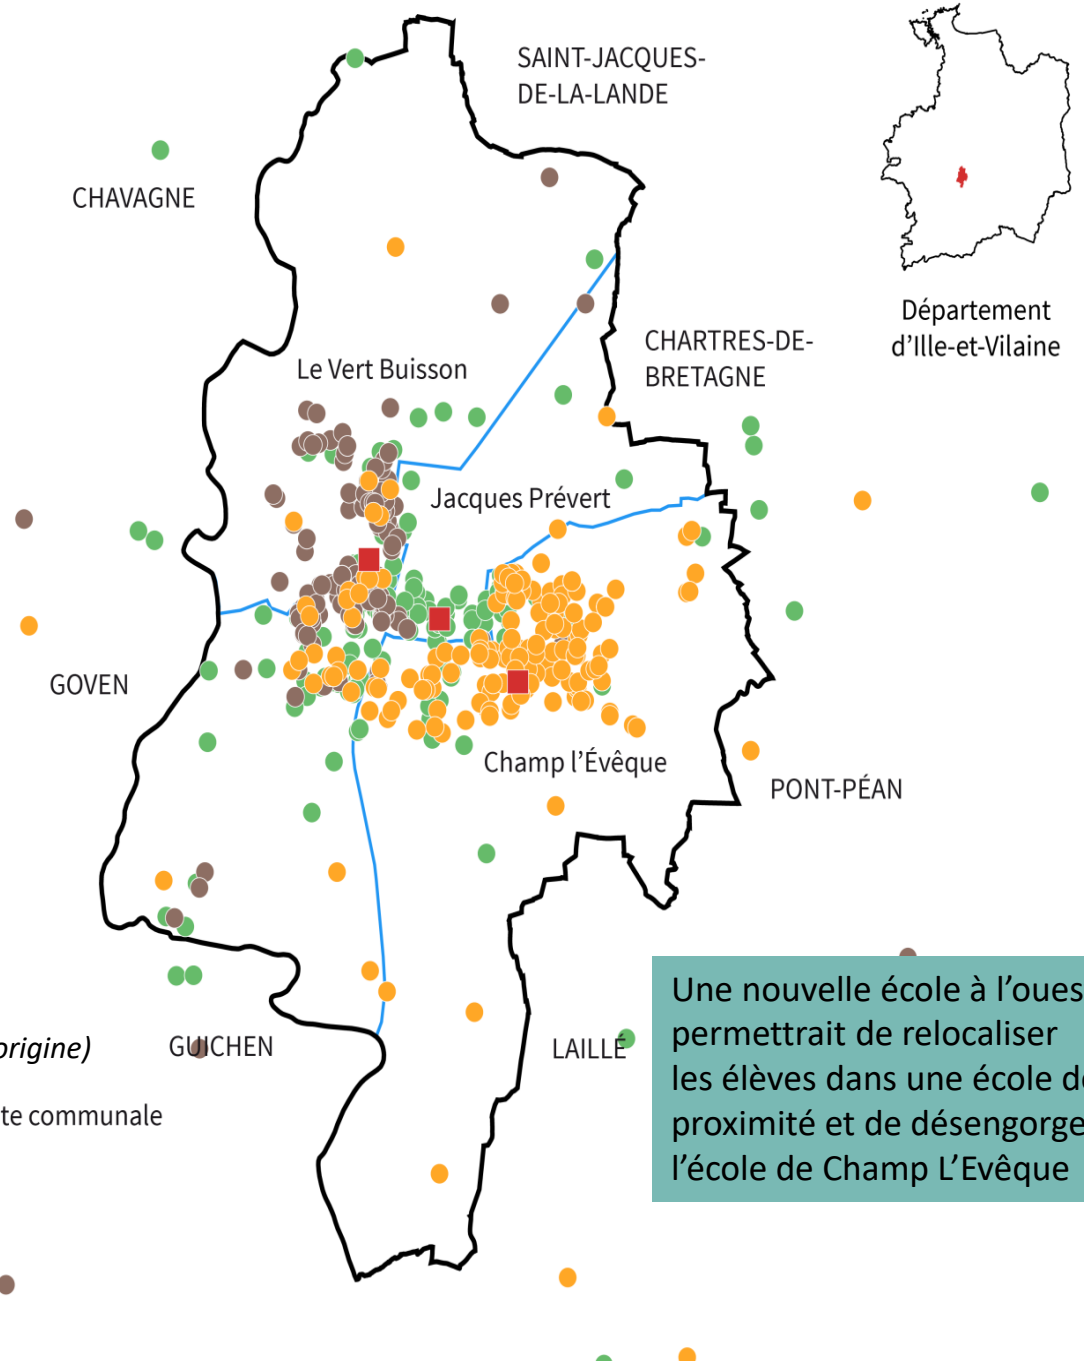 SAINT-JACQUES-
DE-LA-LANDE
CHAVAGNE
Département
d'Ille-et-Vilaine
CHARTRES-DE-
BRETAGNE
Le Vert Buisson
Jacques Prévert
GOVEN
Champ l'Évêque
PONT-PÉAN
origine)
GUICHEN
LAILLÉ
te communale
Une nouvelle école à l'oues
permettrait de relocaliser
les élèves dans une école de
proximité et de désengorge
l'école de Champ L'Evêque